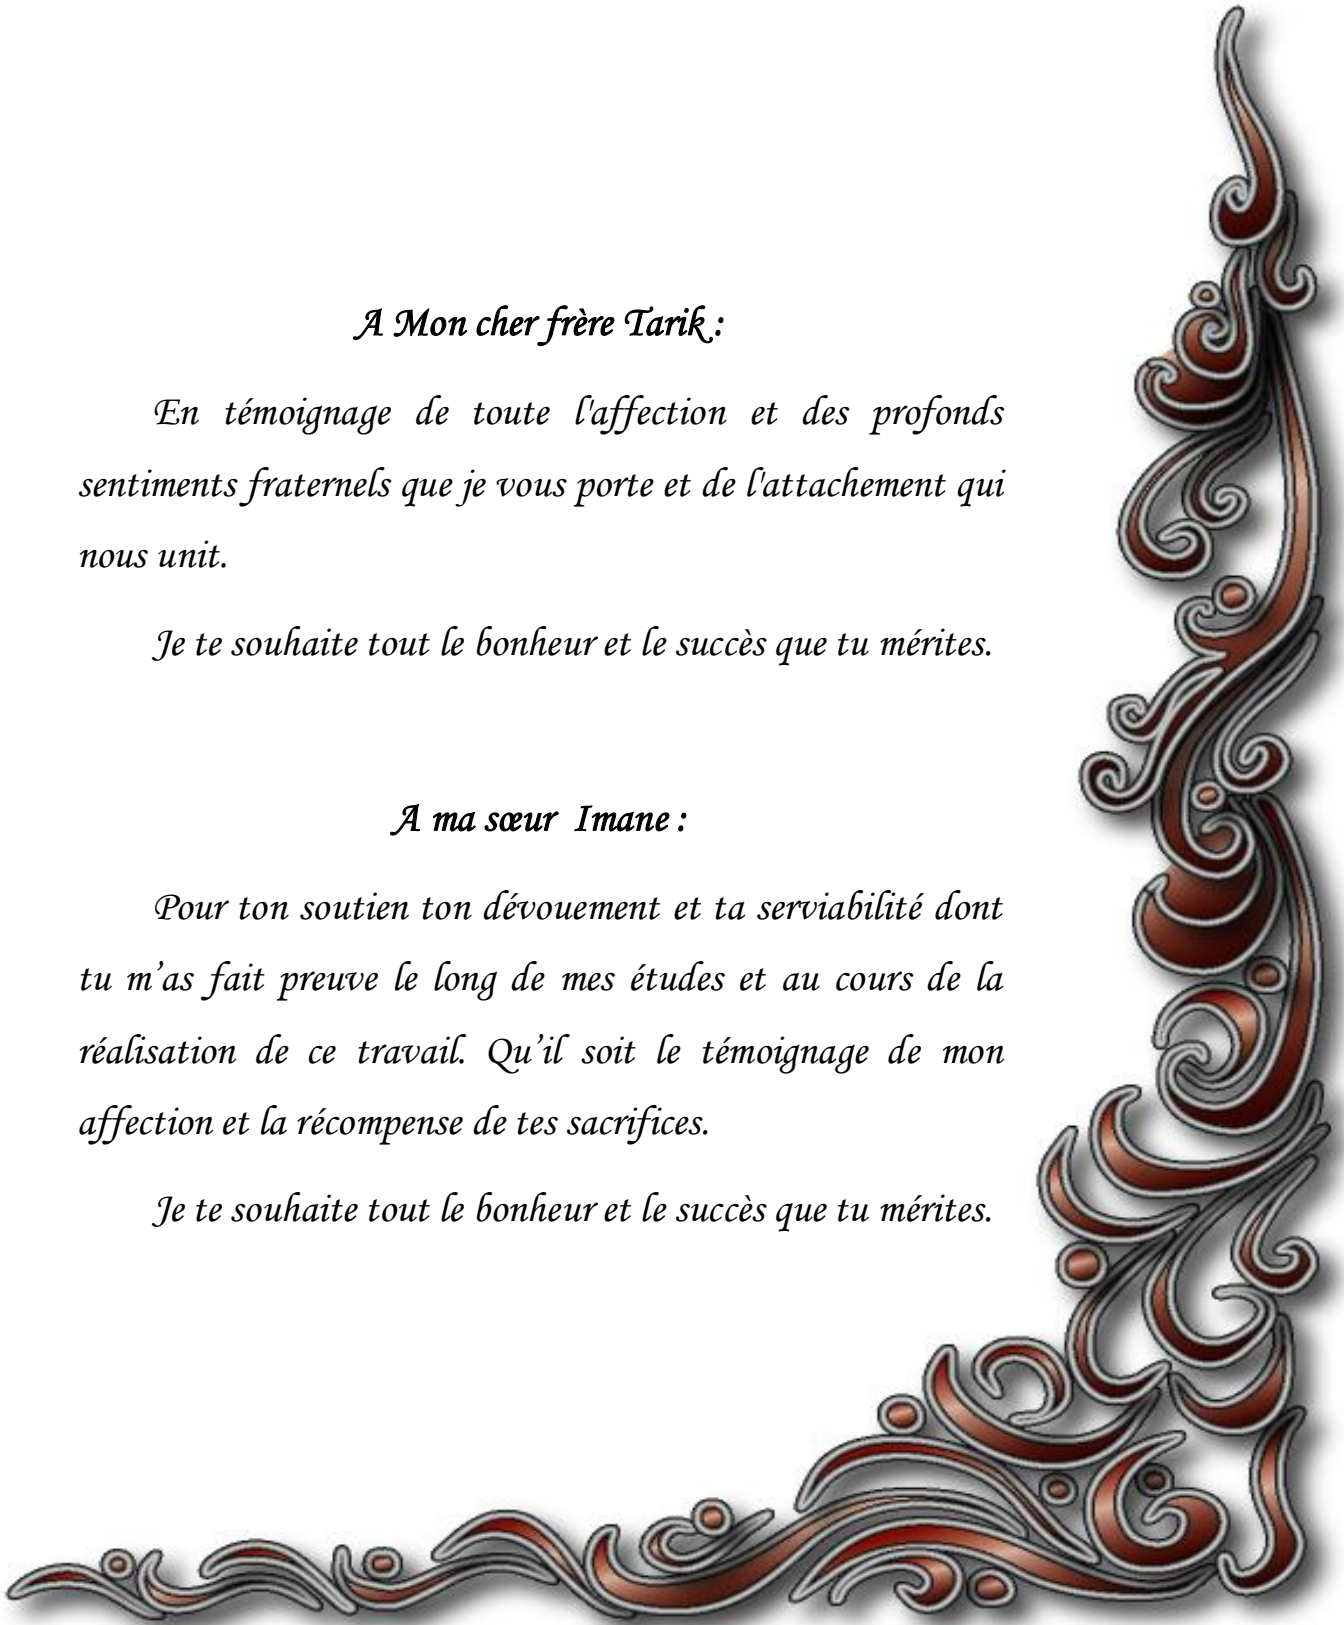 A Mon cher frère Tarik :
En témoignage de toute l'affection et des profonds
sentiments fraternels que je vous porte et de l'attachement qui
nous unit.
Je te souhaite tout le bonheur et le succès que tu mérites.
A ma sœur Imane :
Pour ton soutien ton dévouement et ta serviabilité dont
tu m’as fait preuve le long de mes études et au cours de la
réalisation de ce travail. Qu’il soit le témoignage de mon
affection et la récompense de tes sacrifices.
Je te souhaite tout le bonheur et le succès que tu mérites.